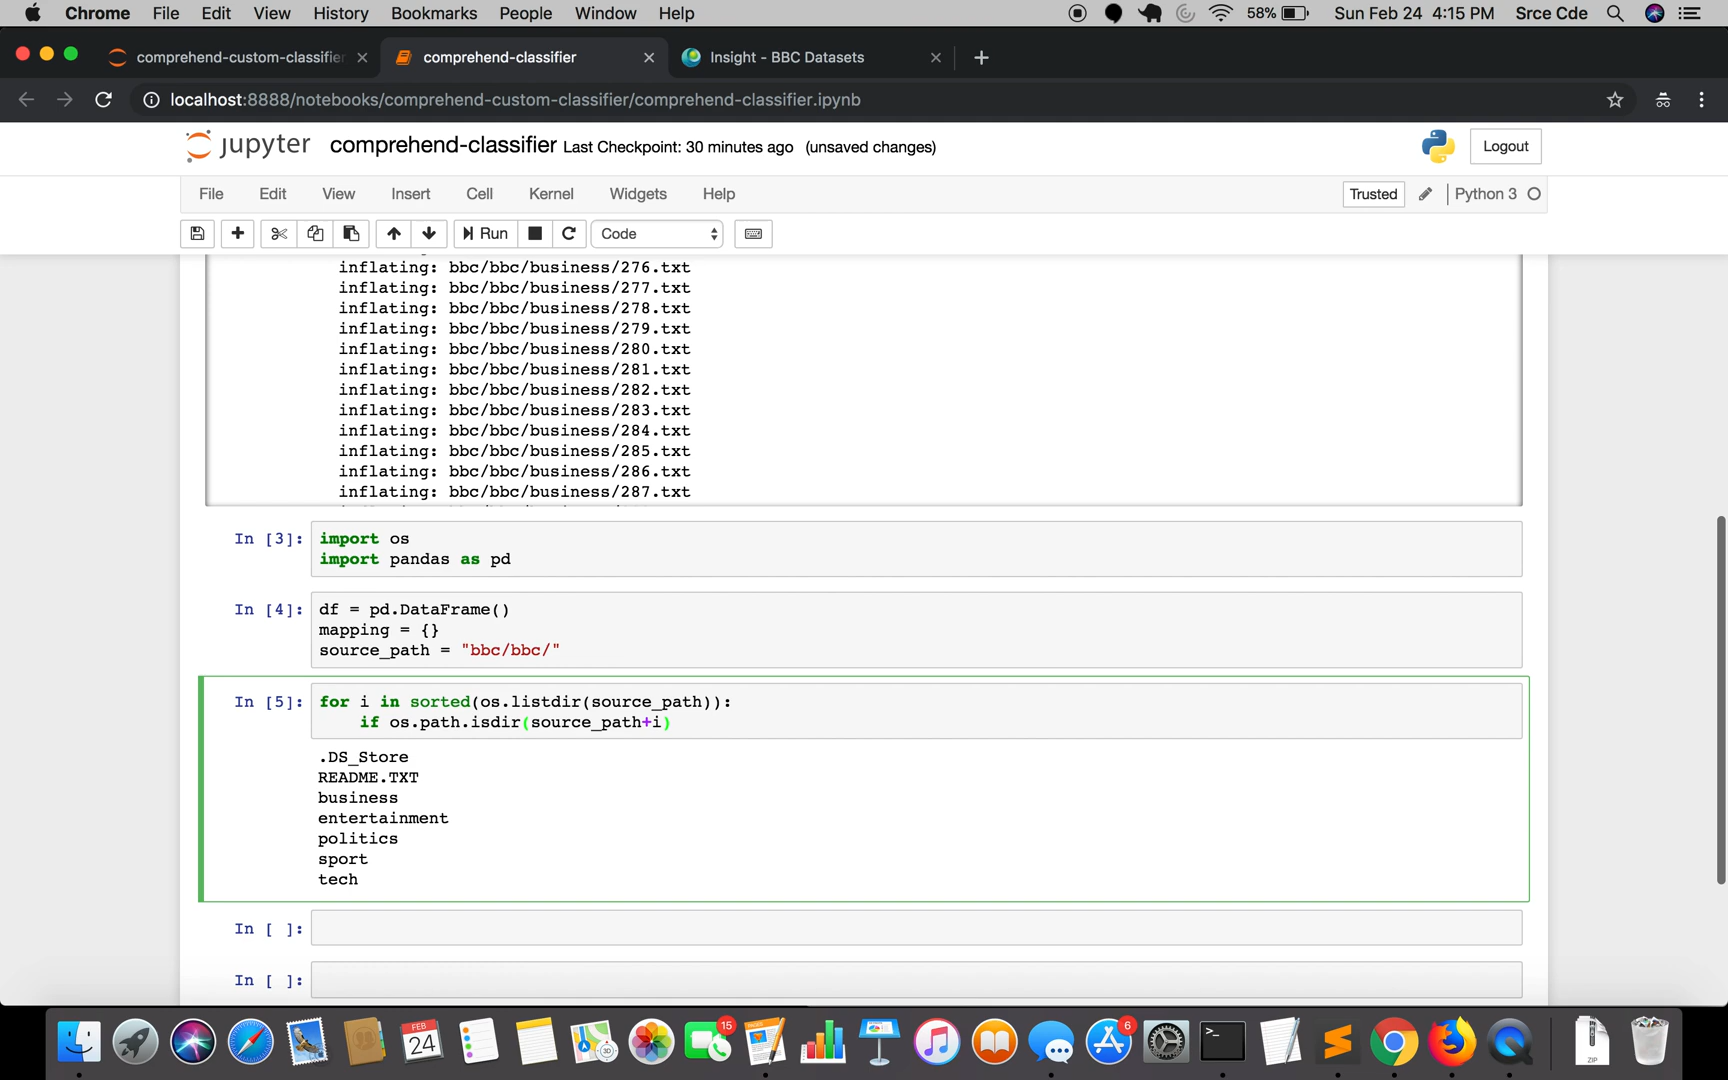 Chrome File Edit View History Bookmarks People Window Help 58% Sun Feb 24 4:15 PM Srce Cde
comprehend-custom-classifier comprehend-classifier Insight - BBC Datasets
localhost:8888/notebooks/comprehend-custom-classifier/comprehend-classifier.ipynb
jupyter comprehend-classifier Last Checkpoint: 30 minutes ago (unsaved changes) Logout
File Edit View Insert Cell Kernel Widgets Help Trusted Python 3
Run Code
inflating: bbc/bbc/business/276.txt
inflating: bbc/bbc/business/277.txt
inflating: bbc/bbc/business/278.txt
inflating: bbc/bbc/business/279.txt
inflating: bbc/bbc/business/280.txt
inflating: bbc/bbc/business/281.txt
inflating: bbc/bbc/business/282.txt
inflating: bbc/bbc/business/283.txt
inflating: bbc/bbc/business/284.txt
inflating: bbc/bbc/business/285.txt
inflating: bbc/bbc/business/286.txt
inflating: bbc/bbc/business/287.txt
In [3]: import os
import pandas as pd
In [4]: df = pd.DataFrame()
mapping = {}
source_path = "bbc/bbc/"
In [5]: for i in sorted(os.listdir(source_path)):
if os.path.isdir(source_path+i)
.DS_Store
README.TXT
business
entertainment
politics
sport
tech
In [ ]:
In [ ]:
FEB
24
15
PAGES
6
>_
ZIP